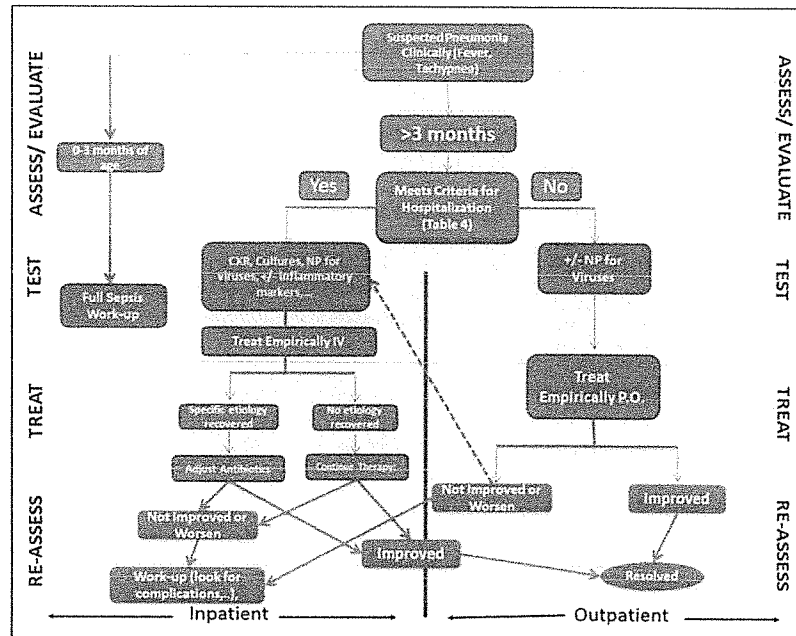 Suspected Pneumonia
Clinically (Fever,
Tachypnea)
ASSESS/ EVALUATE
ASSESS/ EVALUATE
>3 months
0-3 months of
age
Yes
No
Meets Criteria for
Hospitalization
(Table 4)
TEST
TEST
CXR, Cultures, NP for
Viruses, +/- inflammatory
markers,...
+/- NP for
Viruses
Full Sepsis
Work-up
Treat Empirically IV
Treat
Empirically P.O.
TREAT
TREAT
Specific etiology
recovered
No etiology
recovered
Adjust Antibiotics
Continue Therapy
RE-ASSESS
RE-ASSESS
Not Improved or
Worsen
Not Improved or
Worsen
Improved
Improved
Work-up (look for
complications,..),
Resolved
Inpatient
Outpatient